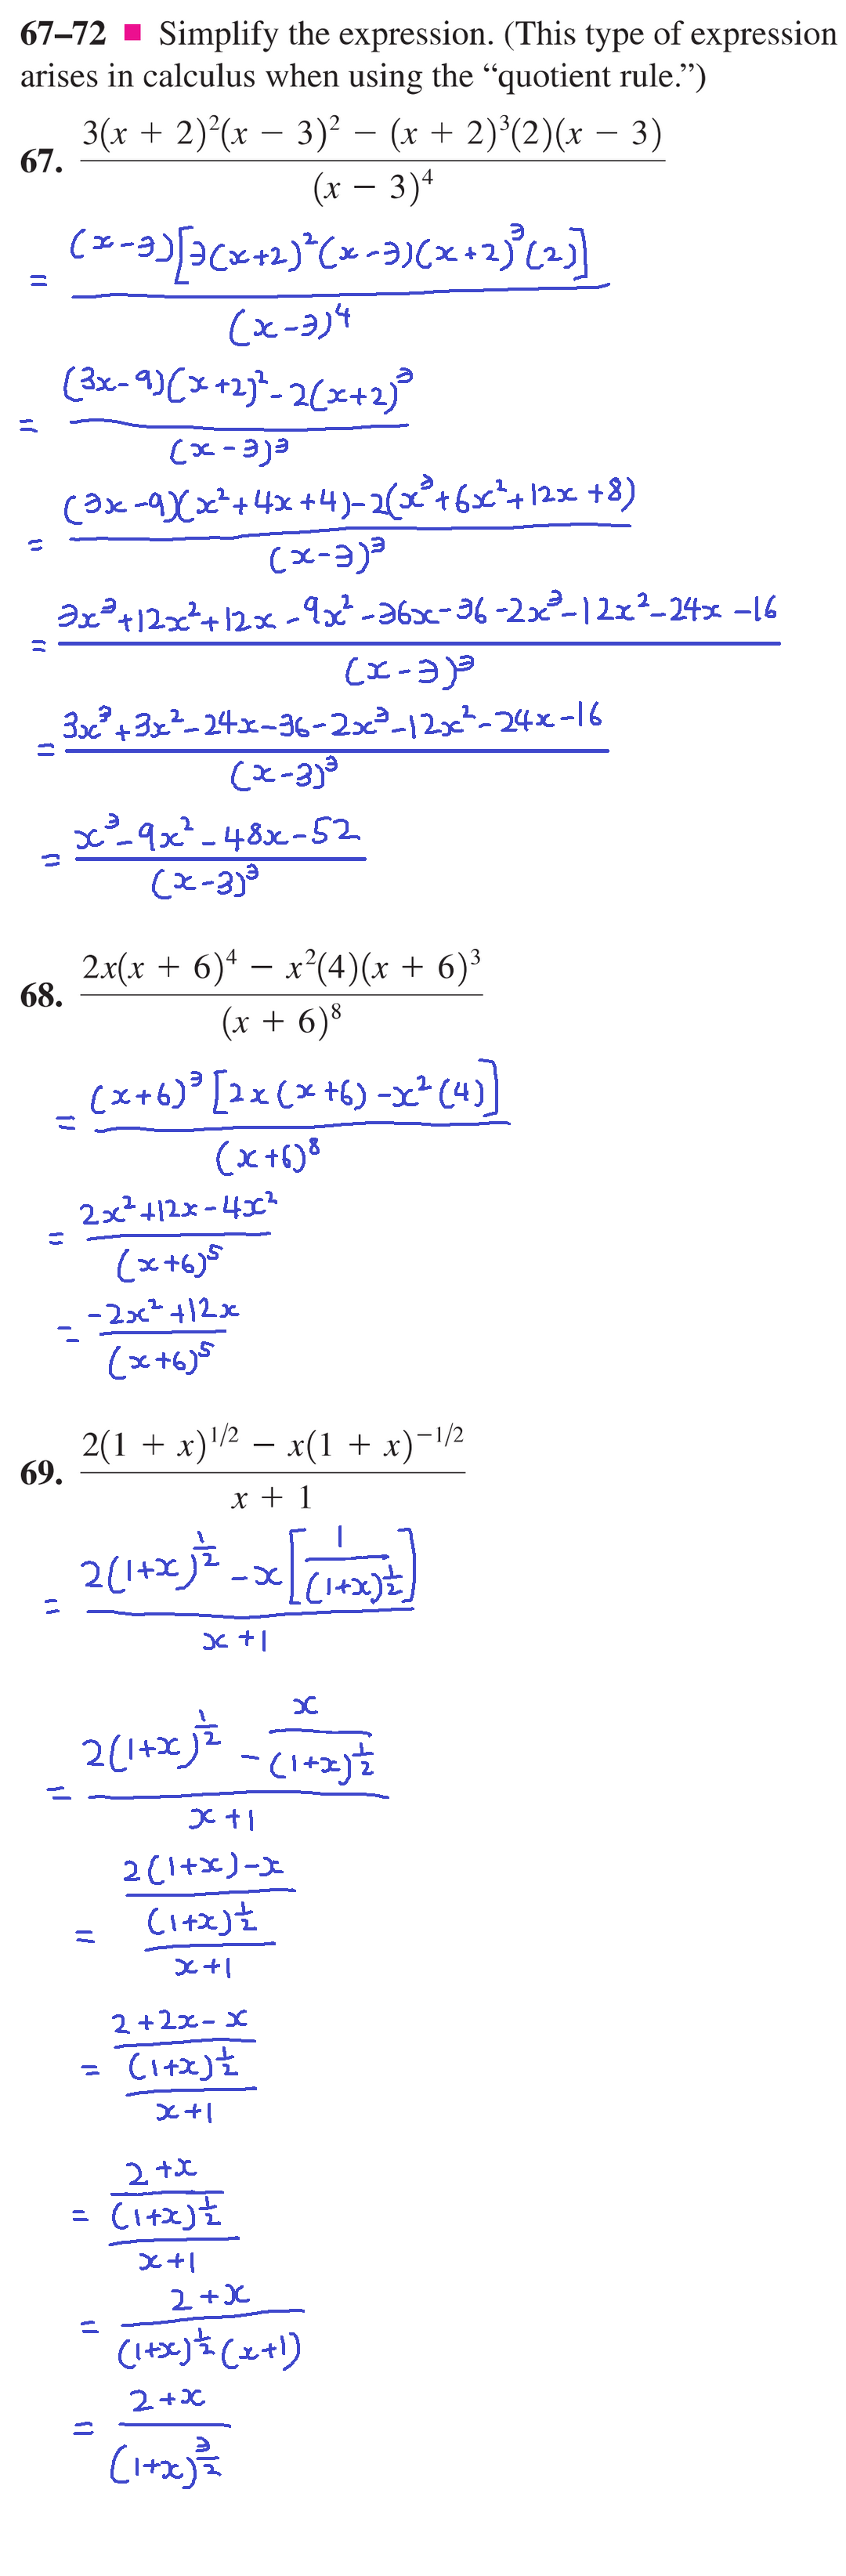 67–72 ■ Simplify the expression. (This type of expression
arises in calculus when using the “quotient rule.”)
67. \frac{3(x + 2)^2(x − 3)^2 − (x + 2)^3(2)(x − 3)}{(x − 3)^4}
= \frac{(x-3)[3(x+2)^2(x-3)(x+2)^3(2)]}{(x-3)^4}
= \frac{(3x-9)(x+2)^2-2(x+2)^3}{(x-3)^3}
= \frac{(3x-9)(x^2+4x+4)-2(x^3+6x^2+12x+8)}{(x-3)^3}
= \frac{3x^3+12x^2+12x-9x^2-36x-36-2x^3-12x^2-24x-16}{(x-3)^3}
= \frac{3x^3+3x^2-24x-36-2x^3-12x^2-24x-16}{(x-3)^3}
= \frac{x^3-9x^2-48x-52}{(x-3)^3}
68. \frac{2x(x + 6)^4 − x^2(4)(x + 6)^3}{(x + 6)^8}
= \frac{(x+6)^3[2x(x+6)-x^2(4)]}{(x+6)^8}
= \frac{2x^2+12x-4x^2}{(x+6)^5}
= \frac{-2x^2+12x}{(x+6)^5}
69. \frac{2(1 + x)^{1/2} − x(1 + x)^{−1/2}}{x + 1}
= \frac{2(1+x)^{\frac{1}{2}}-x[\frac{1}{(1+x)^{\frac{1}{2}}}]}{x+1}
= \frac{2(1+x)^{\frac{1}{2}}-\frac{x}{(1+x)^{\frac{1}{2}}}}{x+1}
= \frac{\frac{2(1+x)-x}{(1+x)^{\frac{1}{2}}}}{x+1}
= \frac{\frac{2+2x-x}{(1+x)^{\frac{1}{2}}}}{x+1}
= \frac{\frac{2+x}{(1+x)^{\frac{1}{2}}}}{x+1}
= \frac{2+x}{(1+x)^{\frac{1}{2}}(x+1)}
= \frac{2+x}{(1+x)^{\frac{3}{2}}}